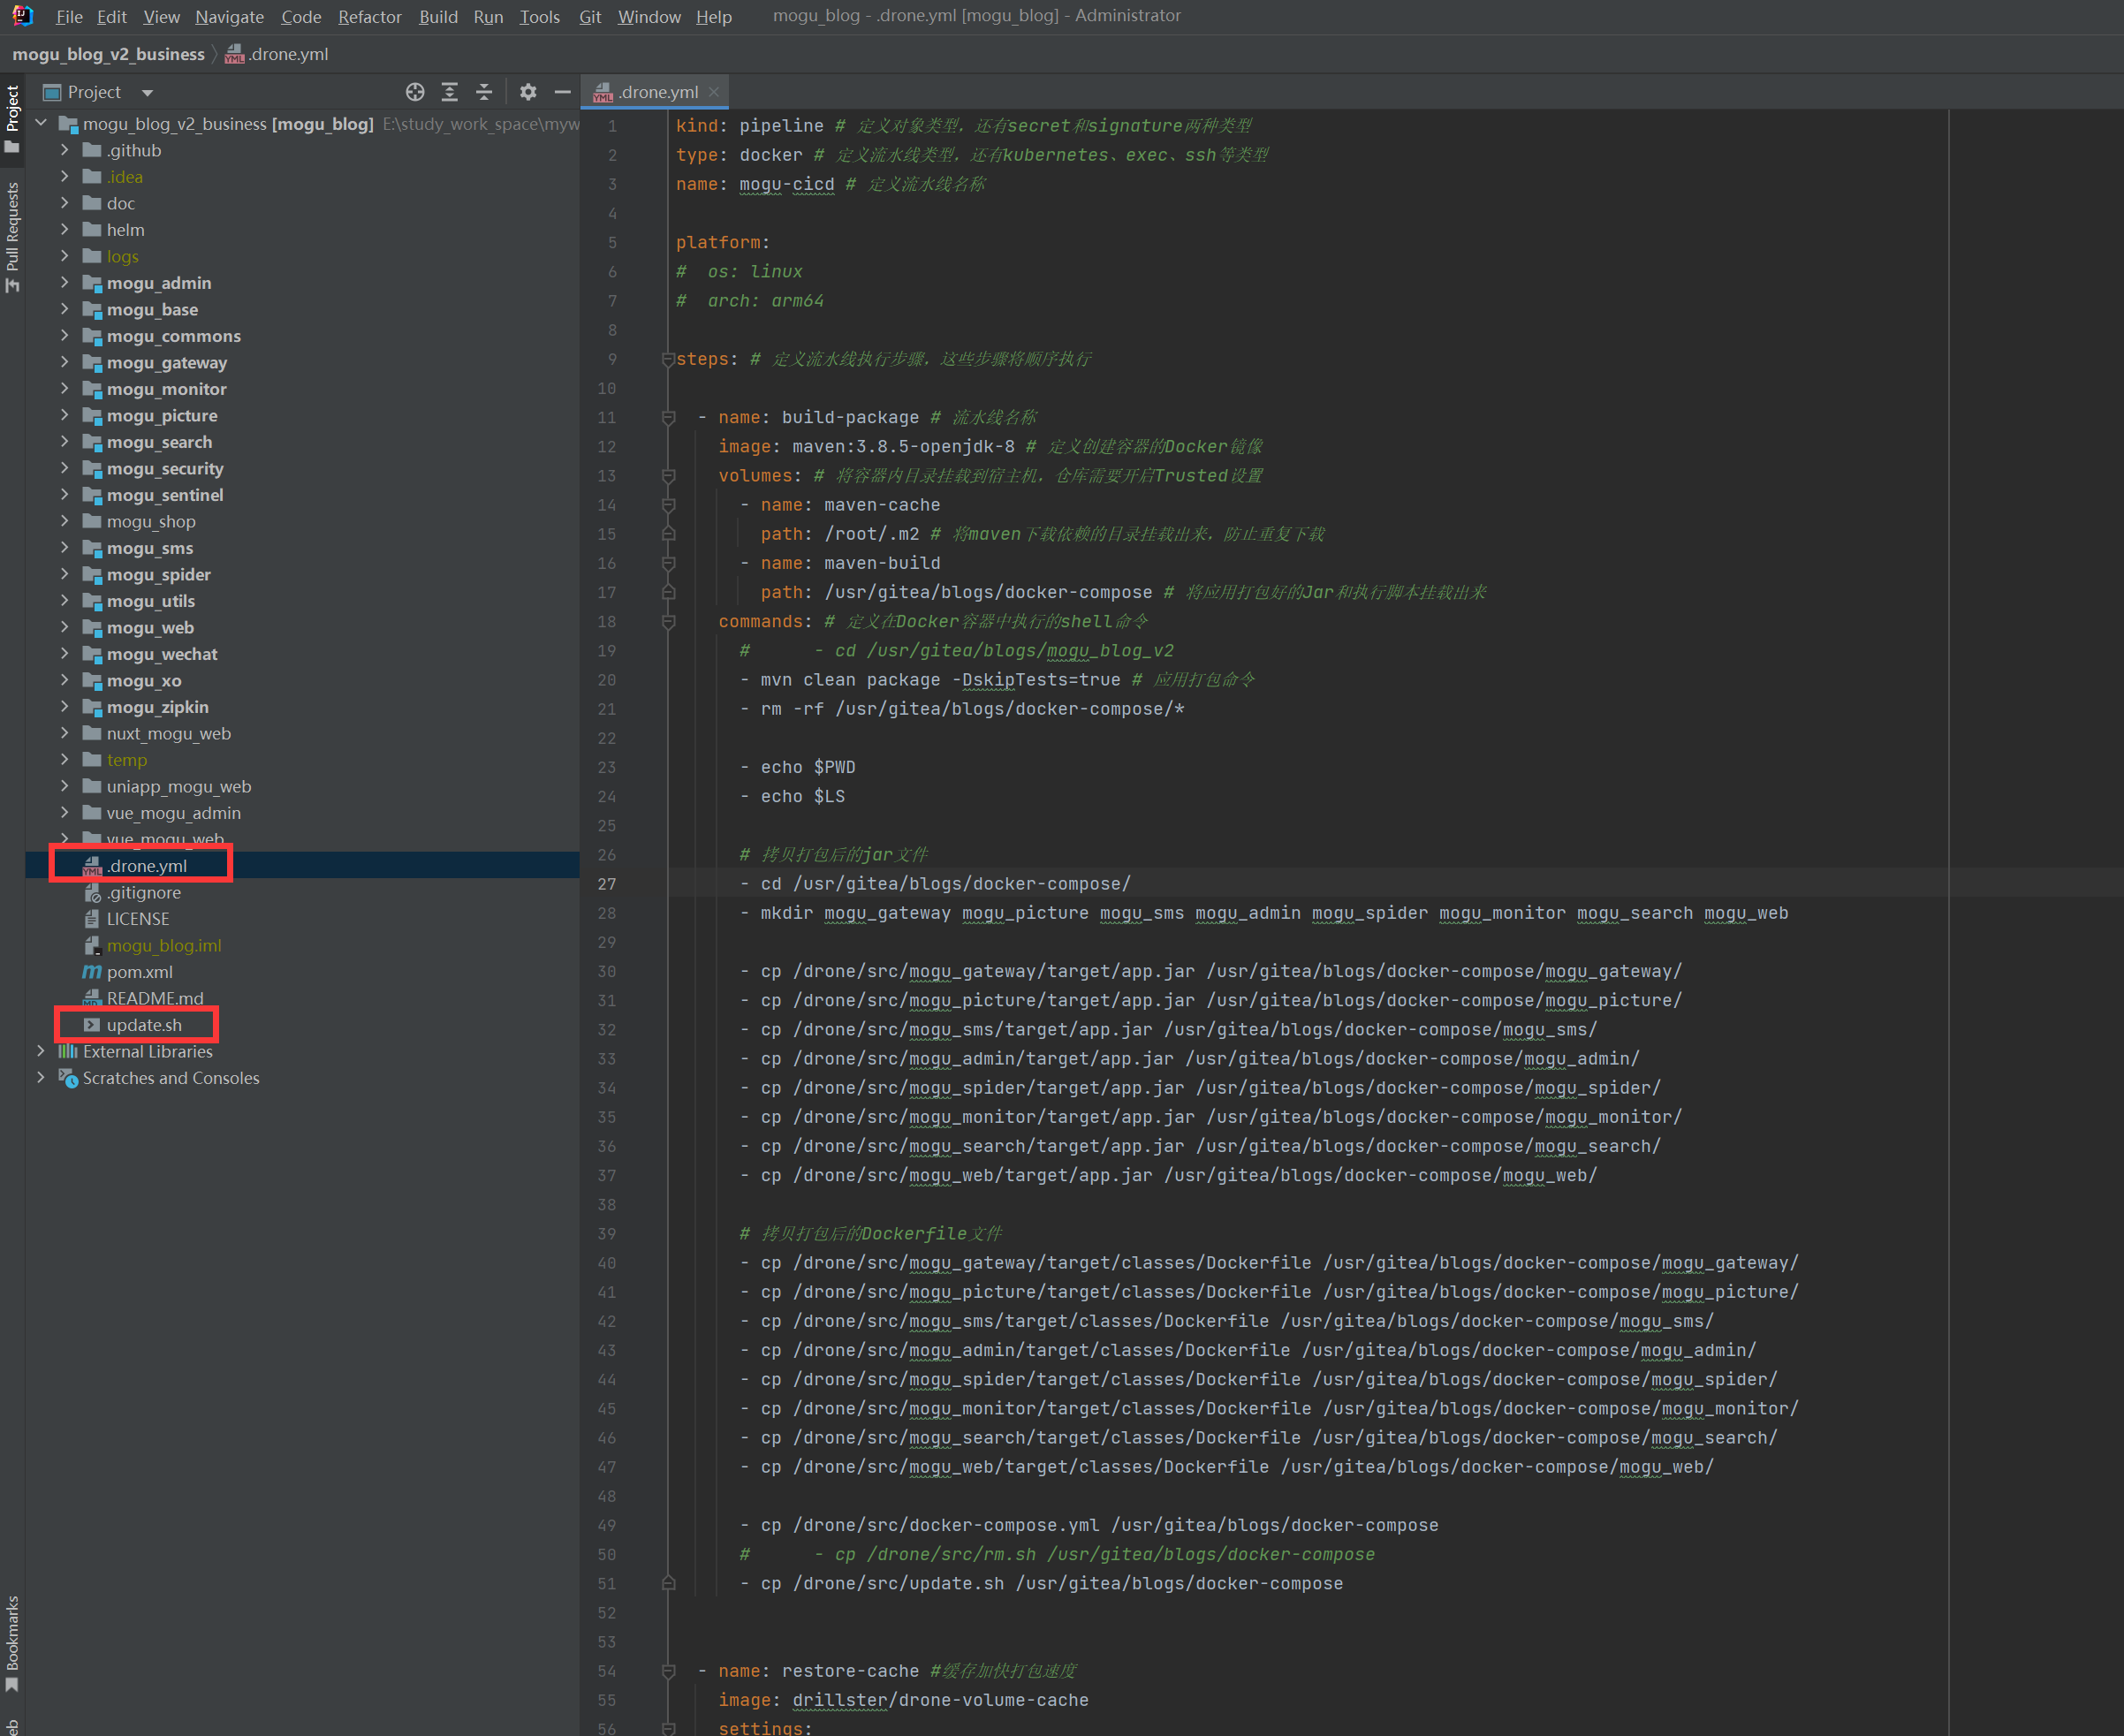 File Edit View Navigate Code Refactor Build Run Tools Git Window Help mogu_blog - .drone.yml [mogu_blog] - Administrator
mogu_blog_v2_business .drone.yml
Project
Pull Requests
Bookmarks
Project
mogu_blog_v2_business [mogu_blog] E:\study_work_space\myw
.github
.idea
doc
helm
logs
mogu_admin
mogu_base
mogu_commons
mogu_gateway
mogu_monitor
mogu_picture
mogu_search
mogu_security
mogu_sentinel
mogu_shop
mogu_sms
mogu_spider
mogu_utils
mogu_web
mogu_wechat
mogu_xo
mogu_zipkin
nuxt_mogu_web
temp
uniapp_mogu_web
vue_mogu_admin
vue_mogu_web
.drone.yml
.gitignore
LICENSE
mogu_blog.iml
pom.xml
README.md
update.sh
External Libraries
Scratches and Consoles
.drone.yml
1 kind: pipeline # 定义对象类型，还有secret和signature两种类型
2 type: docker # 定义流水线类型，还有kubernetes、exec、ssh等类型
3 name: mogu-cicd # 定义流水线名称
4
5 platform:
6 #  os: linux
7 #  arch: arm64
8
9 steps: # 定义流水线执行步骤，这些步骤将顺序执行
10
11   - name: build-package # 流水线名称
12     image: maven:3.8.5-openjdk-8 # 定义创建容器的Docker镜像
13     volumes: # 将容器内目录挂载到宿主机，仓库需要开启Trusted设置
14       - name: maven-cache
15         path: /root/.m2 # 将maven下载依赖的目录挂载出来，防止重复下载
16       - name: maven-build
17         path: /usr/gitea/blogs/docker-compose # 将应用打包好的Jar和执行脚本挂载出来
18     commands: # 定义在Docker容器中执行的shell命令
19       #      - cd /usr/gitea/blogs/mogu_blog_v2
20       - mvn clean package -DskipTests=true # 应用打包命令
21       - rm -rf /usr/gitea/blogs/docker-compose/*
22
23       - echo $PWD
24       - echo $LS
25
26       # 拷贝打包后的jar文件
27       - cd /usr/gitea/blogs/docker-compose/
28       - mkdir mogu_gateway mogu_picture mogu_sms mogu_admin mogu_spider mogu_monitor mogu_search mogu_web
29
30       - cp /drone/src/mogu_gateway/target/app.jar /usr/gitea/blogs/docker-compose/mogu_gateway/
31       - cp /drone/src/mogu_picture/target/app.jar /usr/gitea/blogs/docker-compose/mogu_picture/
32       - cp /drone/src/mogu_sms/target/app.jar /usr/gitea/blogs/docker-compose/mogu_sms/
33       - cp /drone/src/mogu_admin/target/app.jar /usr/gitea/blogs/docker-compose/mogu_admin/
34       - cp /drone/src/mogu_spider/target/app.jar /usr/gitea/blogs/docker-compose/mogu_spider/
35       - cp /drone/src/mogu_monitor/target/app.jar /usr/gitea/blogs/docker-compose/mogu_monitor/
36       - cp /drone/src/mogu_search/target/app.jar /usr/gitea/blogs/docker-compose/mogu_search/
37       - cp /drone/src/mogu_web/target/app.jar /usr/gitea/blogs/docker-compose/mogu_web/
38
39       # 拷贝打包后的Dockerfile文件
40       - cp /drone/src/mogu_gateway/target/classes/Dockerfile /usr/gitea/blogs/docker-compose/mogu_gateway/
41       - cp /drone/src/mogu_picture/target/classes/Dockerfile /usr/gitea/blogs/docker-compose/mogu_picture/
42       - cp /drone/src/mogu_sms/target/classes/Dockerfile /usr/gitea/blogs/docker-compose/mogu_sms/
43       - cp /drone/src/mogu_admin/target/classes/Dockerfile /usr/gitea/blogs/docker-compose/mogu_admin/
44       - cp /drone/src/mogu_spider/target/classes/Dockerfile /usr/gitea/blogs/docker-compose/mogu_spider/
45       - cp /drone/src/mogu_monitor/target/classes/Dockerfile /usr/gitea/blogs/docker-compose/mogu_monitor/
46       - cp /drone/src/mogu_search/target/classes/Dockerfile /usr/gitea/blogs/docker-compose/mogu_search/
47       - cp /drone/src/mogu_web/target/classes/Dockerfile /usr/gitea/blogs/docker-compose/mogu_web/
48
49       - cp /drone/src/docker-compose.yml /usr/gitea/blogs/docker-compose
50       #      - cp /drone/src/rm.sh /usr/gitea/blogs/docker-compose
51       - cp /drone/src/update.sh /usr/gitea/blogs/docker-compose
52
53
54   - name: restore-cache #缓存加快打包速度
55     image: drillster/drone-volume-cache
56     settings: